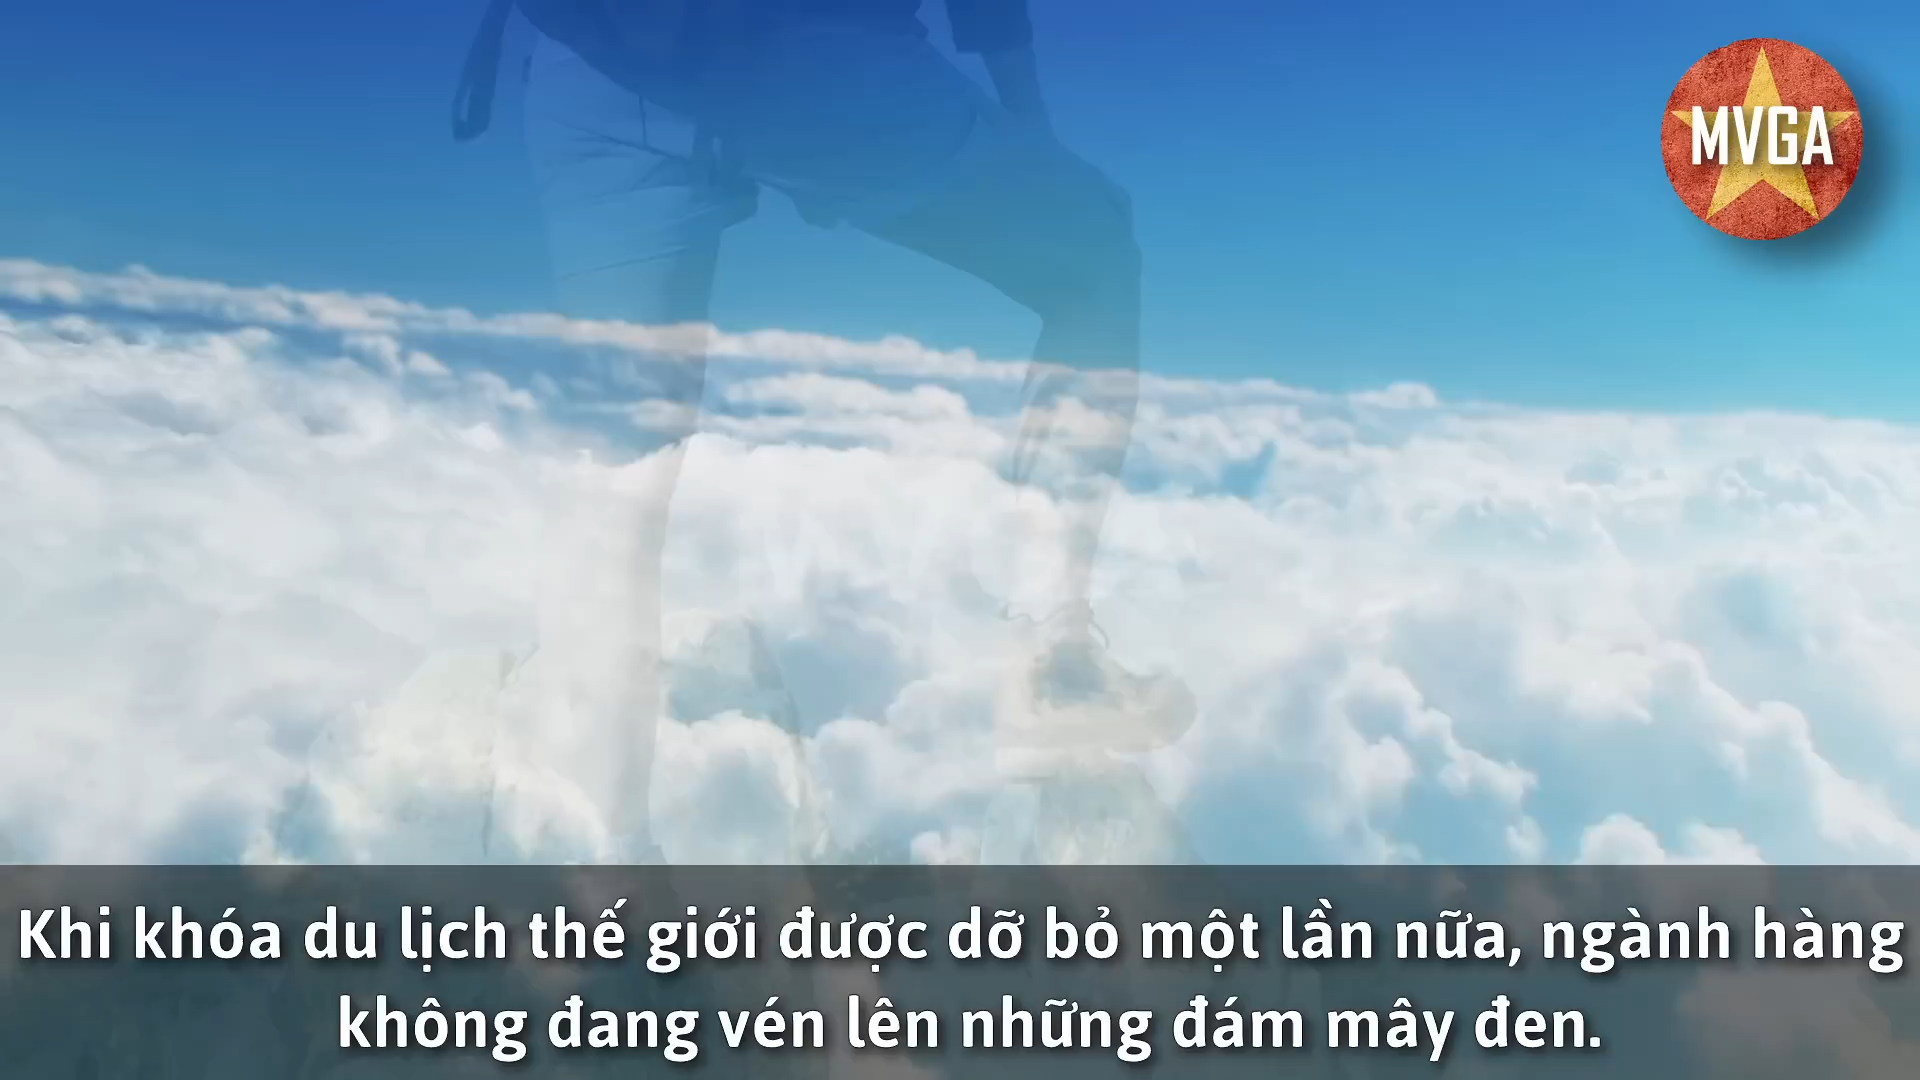 MVGA
Khi khóa du lịch thế giới được dỡ bỏ một lần nữa, ngành hàng
không đang vén lên những đám mây đen.